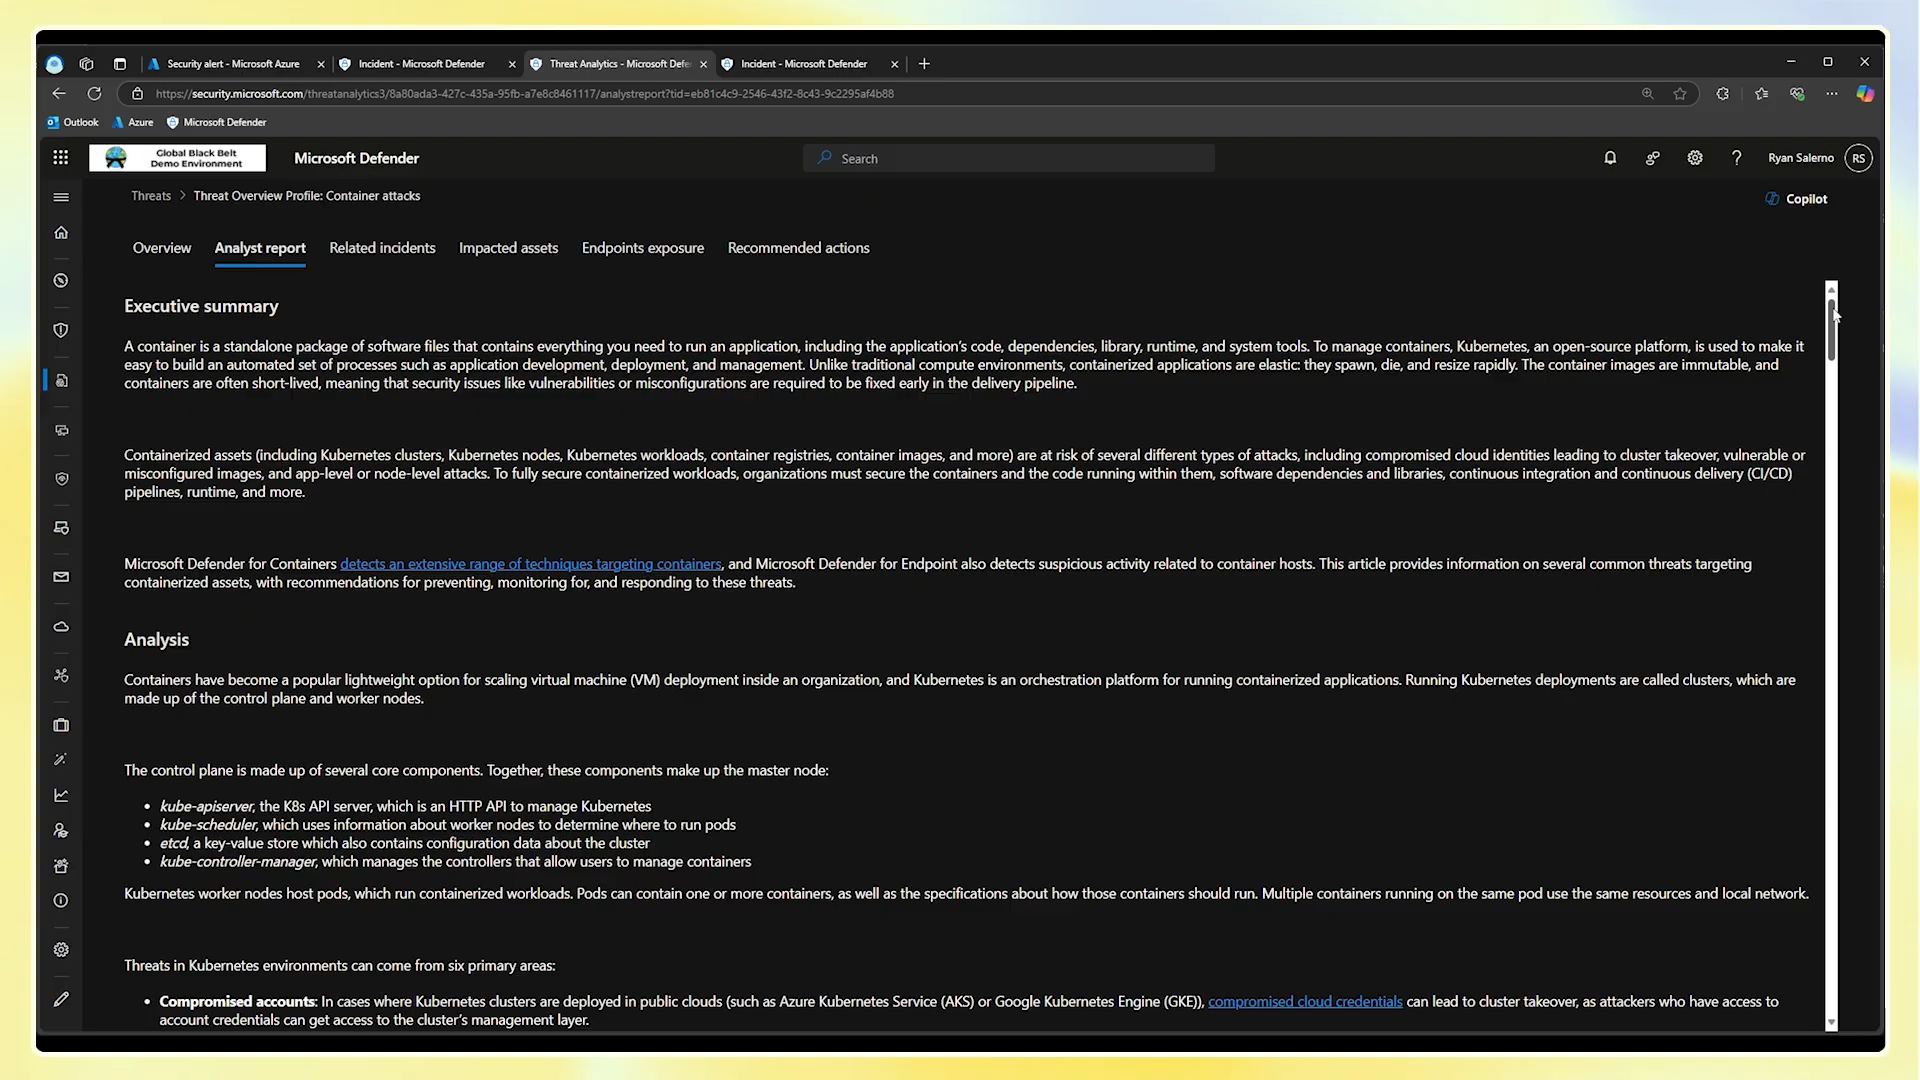 Security alert - Microsoft Azure
Incident - Microsoft Defender
Threat Analytics - Microsoft Defe
Incident - Microsoft Defender
https://security.microsoft.com/threatanalytics3/8a80ada3-427c-435a-95fb-a7e8c8461117/analystreport?tid=eb81c4c9-2546-43f2-8c43-9c2295af4b88
Outlook
Azure
Microsoft Defender
Global Black Belt
Demo Environment
Microsoft Defender
Search
Ryan Salerno
RS
Threats > Threat Overview Profile: Container attacks
Copilot
Overview
Analyst report
Related incidents
Impacted assets
Endpoints exposure
Recommended actions
Executive summary
A container is a standalone package of software files that contains everything you need to run an application, including the application's code, dependencies, library, runtime, and system tools. To manage containers, Kubernetes, an open-source platform, is used to make it
easy to build an automated set of processes such as application development, deployment, and management. Unlike traditional compute environments, containerized applications are elastic: they spawn, die, and resize rapidly. The container images are immutable, and
containers are often short-lived, meaning that security issues like vulnerabilities or misconfigurations are required to be fixed early in the delivery pipeline.
Containerized assets (including Kubernetes clusters, Kubernetes nodes, Kubernetes workloads, container registries, container images, and more) are at risk of several different types of attacks, including compromised cloud identities leading to cluster takeover, vulnerable or
misconfigured images, and app-level or node-level attacks. To fully secure containerized workloads, organizations must secure the containers and the code running within them, software dependencies and libraries, continuous integration and continuous delivery (CI/CD)
pipelines, runtime, and more.
Microsoft Defender for Containers detects an extensive range of techniques targeting containers, and Microsoft Defender for Endpoint also detects suspicious activity related to container hosts. This article provides information on several common threats targeting
containerized assets, with recommendations for preventing, monitoring for, and responding to these threats.
Analysis
Containers have become a popular lightweight option for scaling virtual machine (VM) deployment inside an organization, and Kubernetes is an orchestration platform for running containerized applications. Running Kubernetes deployments are called clusters, which are
made up of the control plane and worker nodes.
The control plane is made up of several core components. Together, these components make up the master node:
• kube-apiserver, the K8s API server, which is an HTTP API to manage Kubernetes
• kube-scheduler, which uses information about worker nodes to determine where to run pods
• etcd, a key-value store which also contains configuration data about the cluster
• kube-controller-manager, which manages the controllers that allow users to manage containers
Kubernetes worker nodes host pods, which run containerized workloads. Pods can contain one or more containers, as well as the specifications about how those containers should run. Multiple containers running on the same pod use the same resources and local network.
Threats in Kubernetes environments can come from six primary areas:
• Compromised accounts: In cases where Kubernetes clusters are deployed in public clouds (such as Azure Kubernetes Service (AKS) or Google Kubernetes Engine (GKE)), compromised cloud credentials can lead to cluster takeover, as attackers who have access to
account credentials can get access to the cluster's management layer.